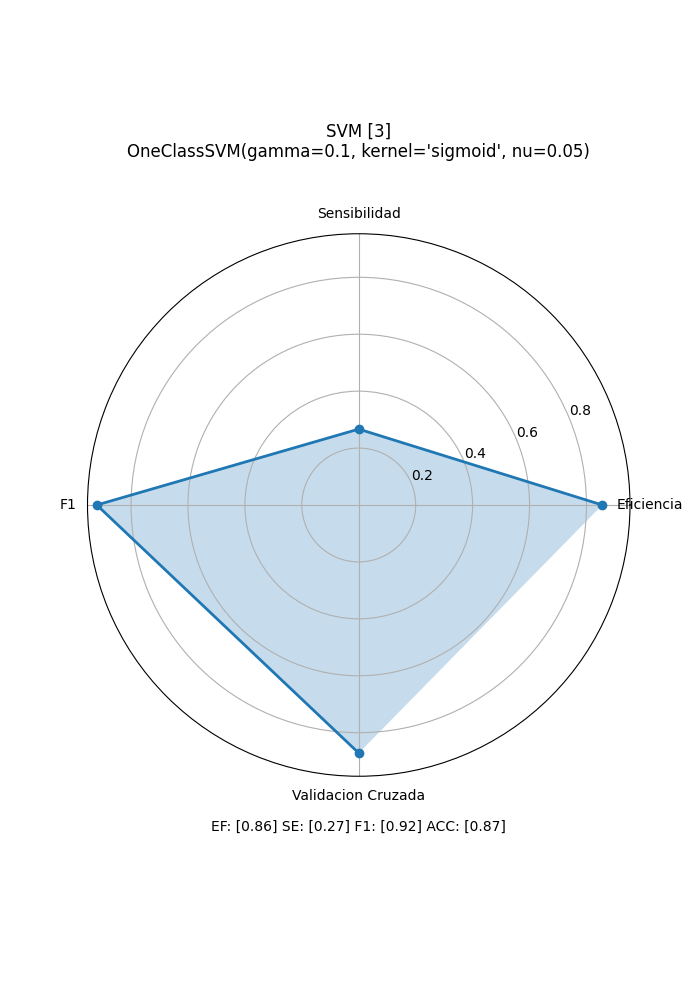 SVM [3]
OneClassSVM(gamma=0.1, kernel='sigmoid', nu=0.05)
Sensibilidad
0.8
0.6
0.4
0.2
F1
Eficiencia
Validacion Cruzada
EF: [0.86] SE: [0.27] F1: [0.92] ACC: [0.87]